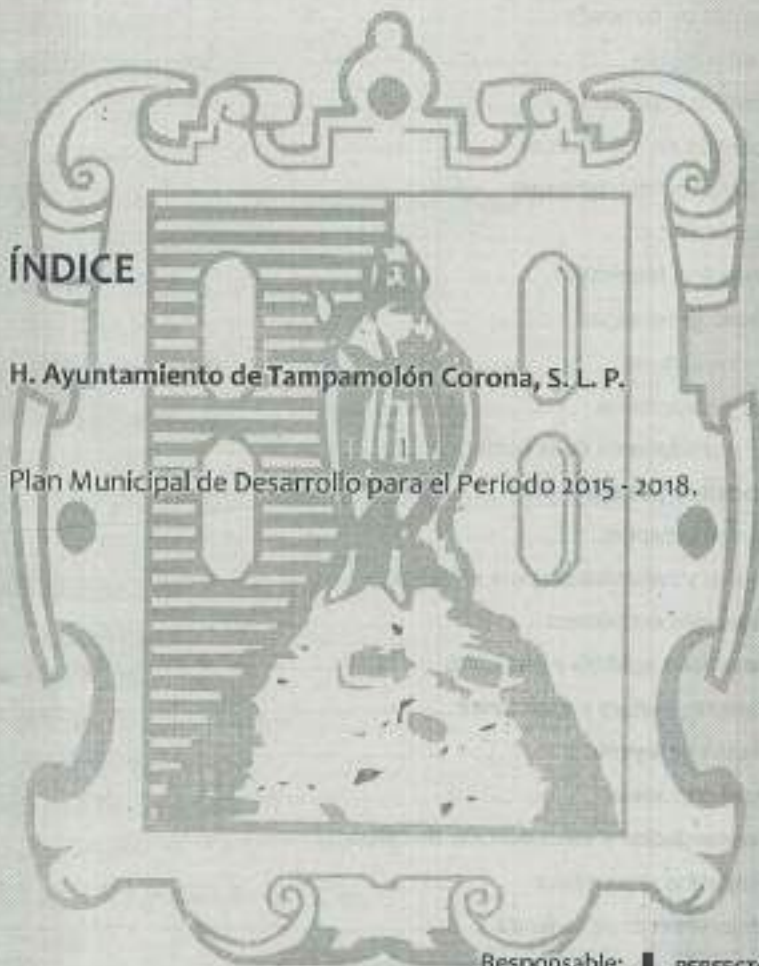 ÍNDICE
H. Ayuntamiento de Tampamolón Corona, S. L. P.
Plan Municipal de Desarrollo para el Periodo 2015 - 2018.
Responsable: